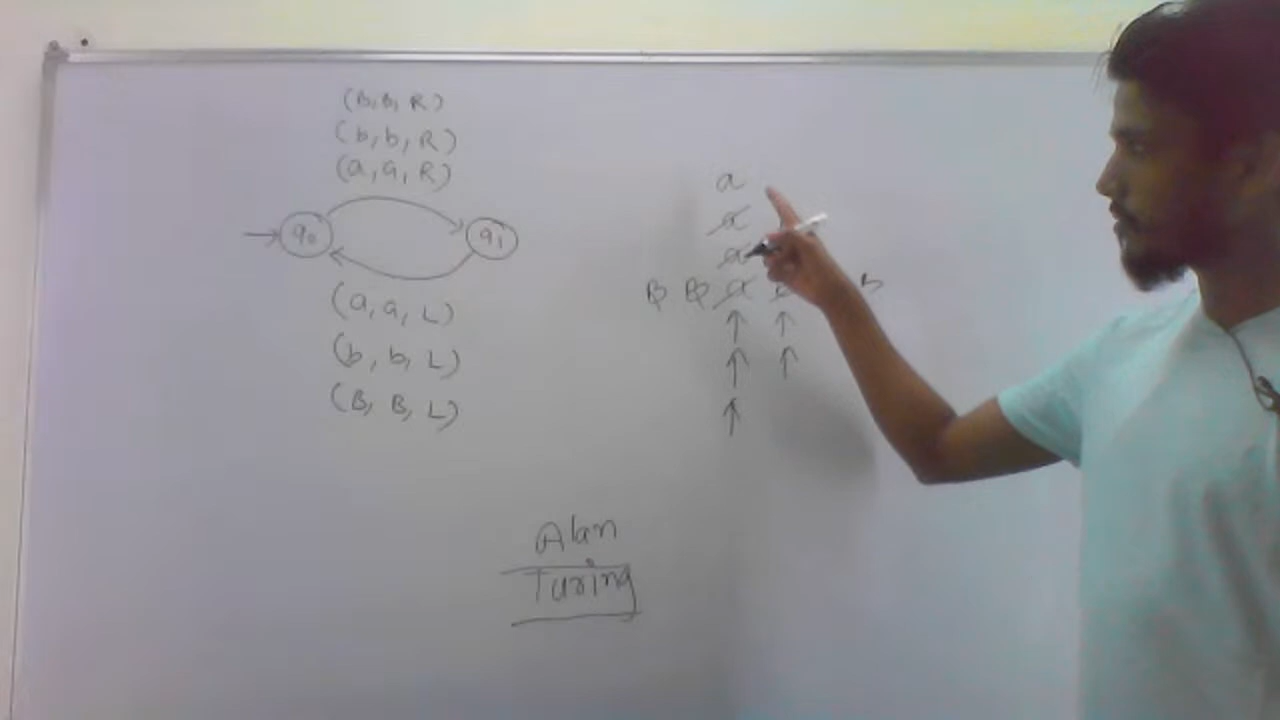 (B, B, R)
(b, b, R)
(a, a, R)
q0
q1
(a, a, L)
(b, b, L)
(B, B, L)
a
a
a
B B a B
Alan
Turing